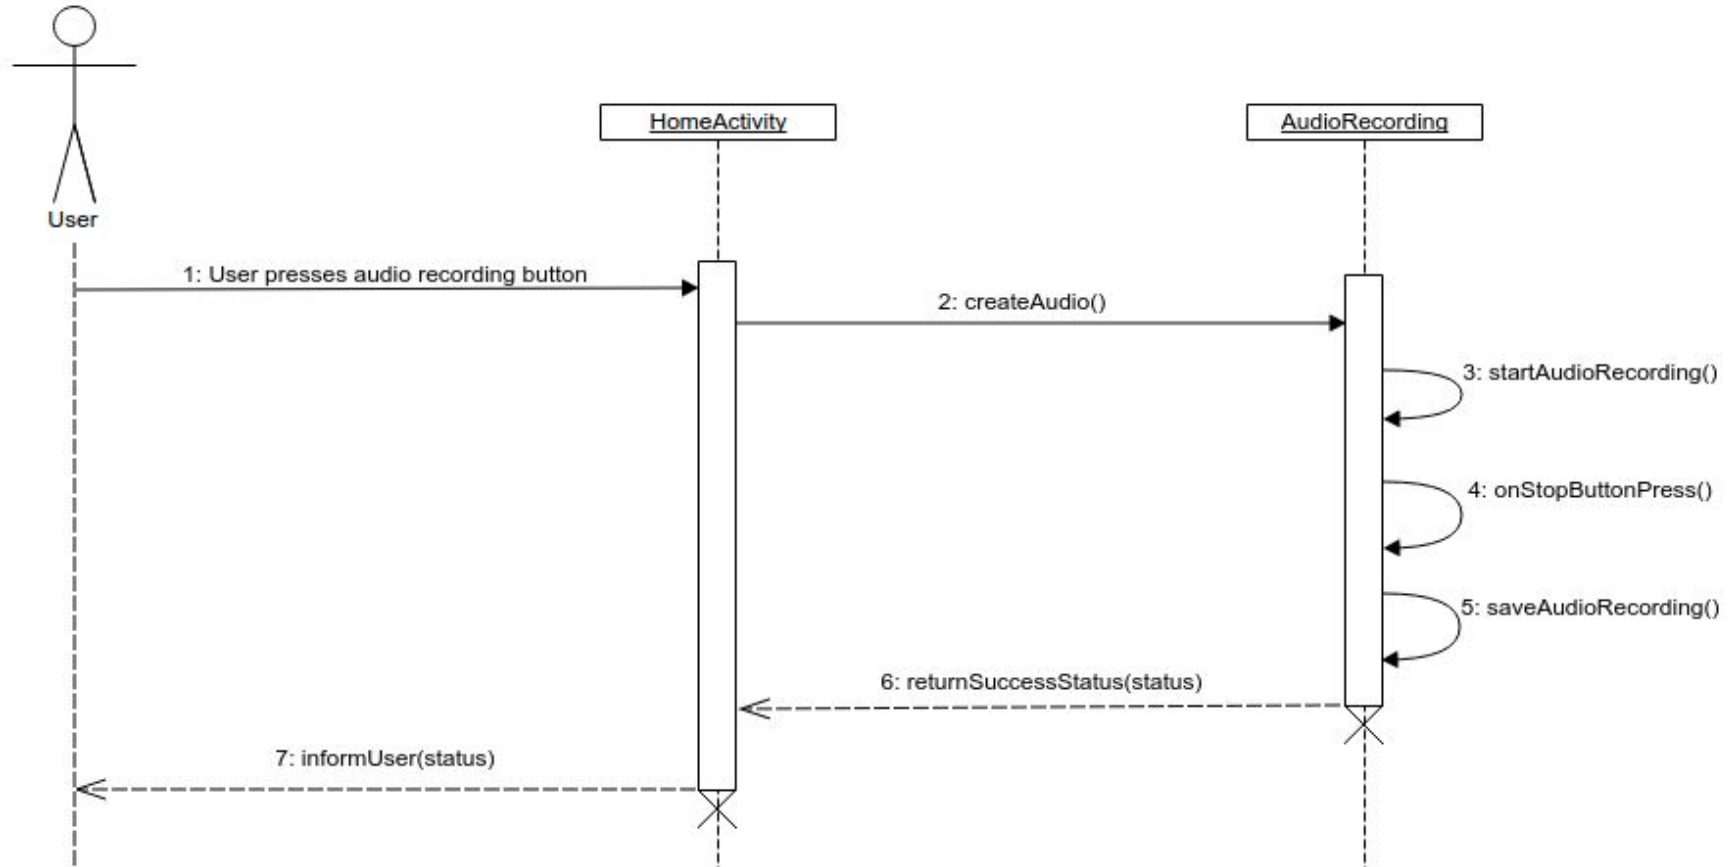 HomeActivity
AudioRecording
User
1: User presses audio recording button
2: createAudio()
3: startAudioRecording()
4: onStopButtonPress()
5: saveAudioRecording()
6: returnSuccessStatus(status)
7: informUser(status)